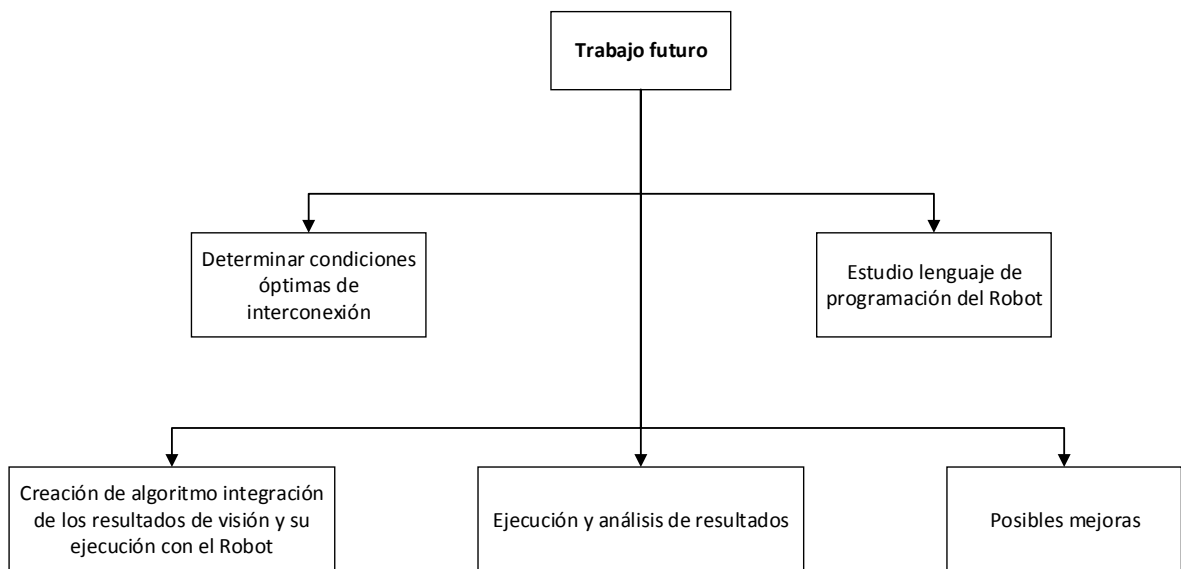 Trabajo futuro
Determinar condiciones
óptimas de
interconexión
Estudio lenguaje de
programación del Robot
Creación de algoritmo integración
de los resultados de visión y su
ejecución con el Robot
Ejecución y análisis de resultados
Posibles mejoras